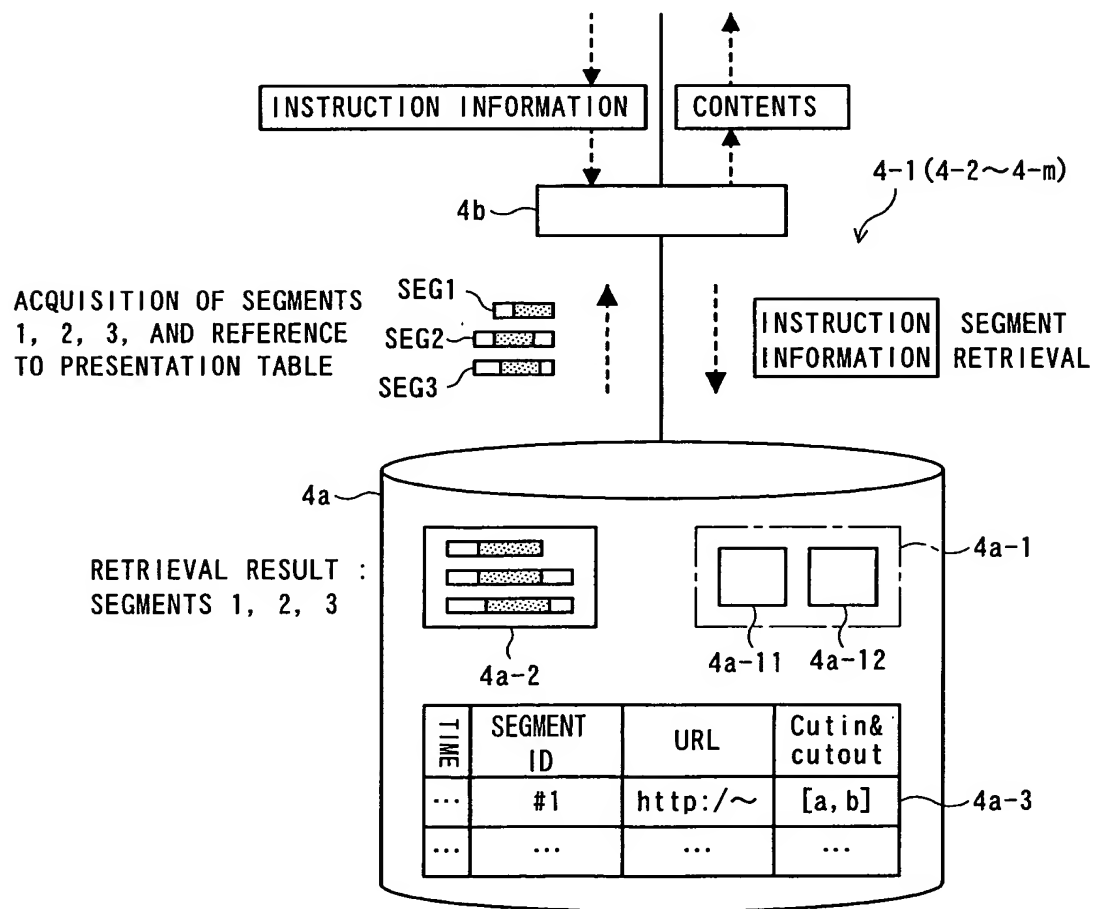 INSTRUCTION INFORMATION
CONTENTS
4-1(4-2～4-m)
4b
ACQUISITION OF SEGMENTS
1, 2, 3, AND REFERENCE
TO PRESENTATION TABLE
SEG1
SEG2
SEG3
INSTRUCTION
INFORMATION
SEGMENT
RETRIEVAL
4a
RETRIEVAL RESULT :
SEGMENTS 1, 2, 3
4a-2
4a-1
4a-11
4a-12
TIME
SEGMENT
ID
URL
Cutin&
cutout
... #1 http:/～ [a,b]
4a-3
... ... ... ...